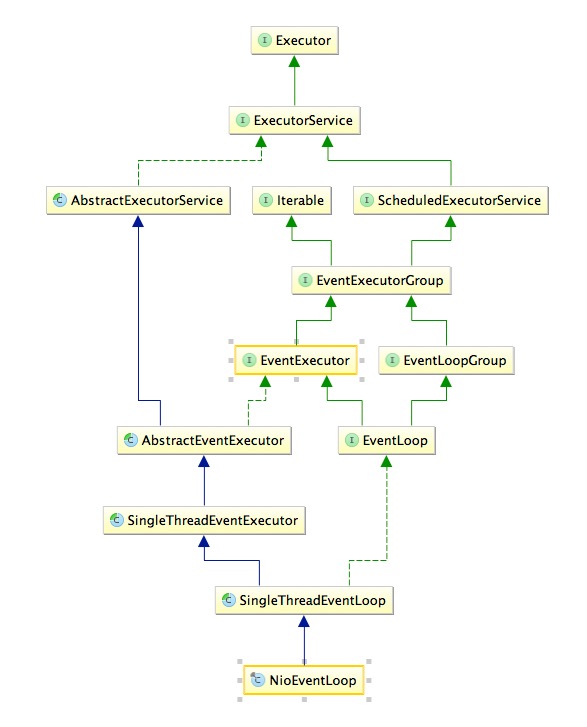 Executor
ExecutorService
AbstractExecutorService
Iterable
ScheduledExecutorService
EventExecutorGroup
EventExecutor
EventLoopGroup
AbstractEventExecutor
EventLoop
SingleThreadEventExecutor
SingleThreadEventLoop
NioEventLoop